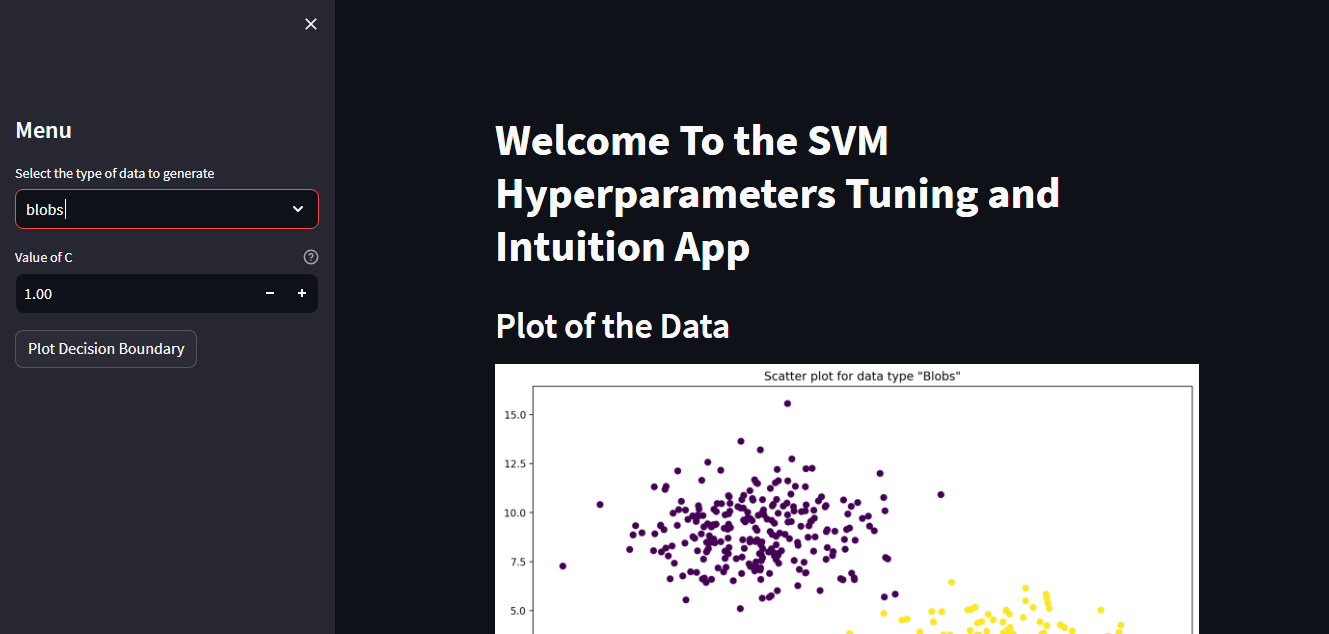 Menu
Select the type of data to generate
blobs
Value of C
1.00
Plot Decision Boundary
Welcome To the SVM
Hyperparameters Tuning and
Intuition App
Plot of the Data
Scatter plot for data type "Blobs"
15.0
12.5
10.0
7.5
5.0